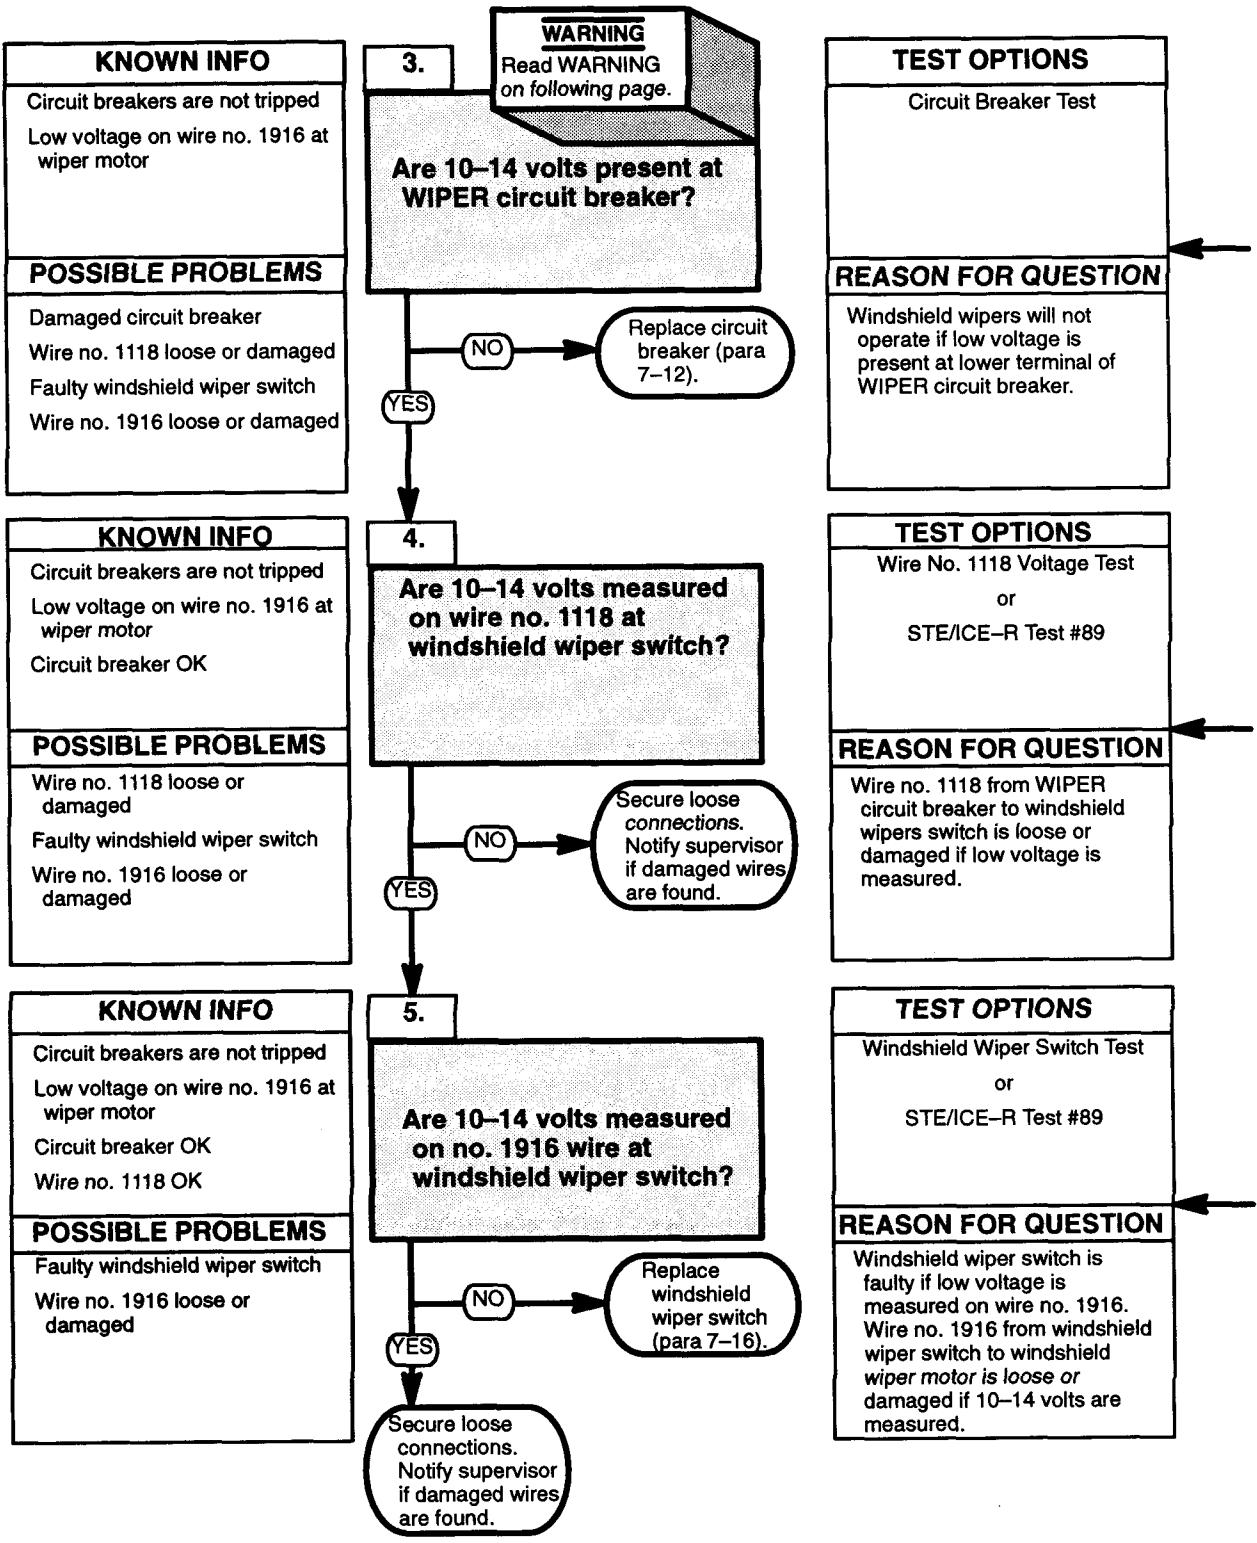 WARNING
Read WARNING
on following page.
KNOWN INFO
Circuit breakers are not tripped
Low voltage on wire no. 1916 at
wiper motor
POSSIBLE PROBLEMS
Damaged circuit breaker
Wire no. 1118 loose or damaged
Faulty windshield wiper switch
Wire no. 1916 loose or damaged
3.
Are 10–14 volts present at
WIPER circuit breaker?
NO
Replace circuit
breaker (para
7–12).
YES
TEST OPTIONS
Circuit Breaker Test
REASON FOR QUESTION
Windshield wipers will not
operate if low voltage is
present at lower terminal of
WIPER circuit breaker.
KNOWN INFO
Circuit breakers are not tripped
Low voltage on wire no. 1916 at
wiper motor
Circuit breaker OK
POSSIBLE PROBLEMS
Wire no. 1118 loose or
damaged
Faulty windshield wiper switch
Wire no. 1916 loose or
damaged
4.
Are 10–14 volts measured
on wire no. 1118 at
windshield wiper switch?
NO
Secure loose
connections.
Notify supervisor
if damaged wires
are found.
YES
TEST OPTIONS
Wire No. 1118 Voltage Test
or
STE/ICE–R Test #89
REASON FOR QUESTION
Wire no. 1118 from WIPER
circuit breaker to windshield
wipers switch is loose or
damaged if low voltage is
measured.
KNOWN INFO
Circuit breakers are not tripped
Low voltage on wire no. 1916 at
wiper motor
Circuit breaker OK
Wire no. 1118 OK
POSSIBLE PROBLEMS
Faulty windshield wiper switch
Wire no. 1916 loose or
damaged
5.
Are 10–14 volts measured
on no. 1916 wire at
windshield wiper switch?
NO
Replace
windshield
wiper switch
(para 7–16).
YES
Secure loose
connections.
Notify supervisor
if damaged wires
are found.
TEST OPTIONS
Windshield Wiper Switch Test
or
STE/ICE–R Test #89
REASON FOR QUESTION
Windshield wiper switch is
faulty if low voltage is
measured on wire no. 1916.
Wire no. 1916 from windshield
wiper switch to windshield
wiper motor is loose or
damaged if 10–14 volts are
measured.